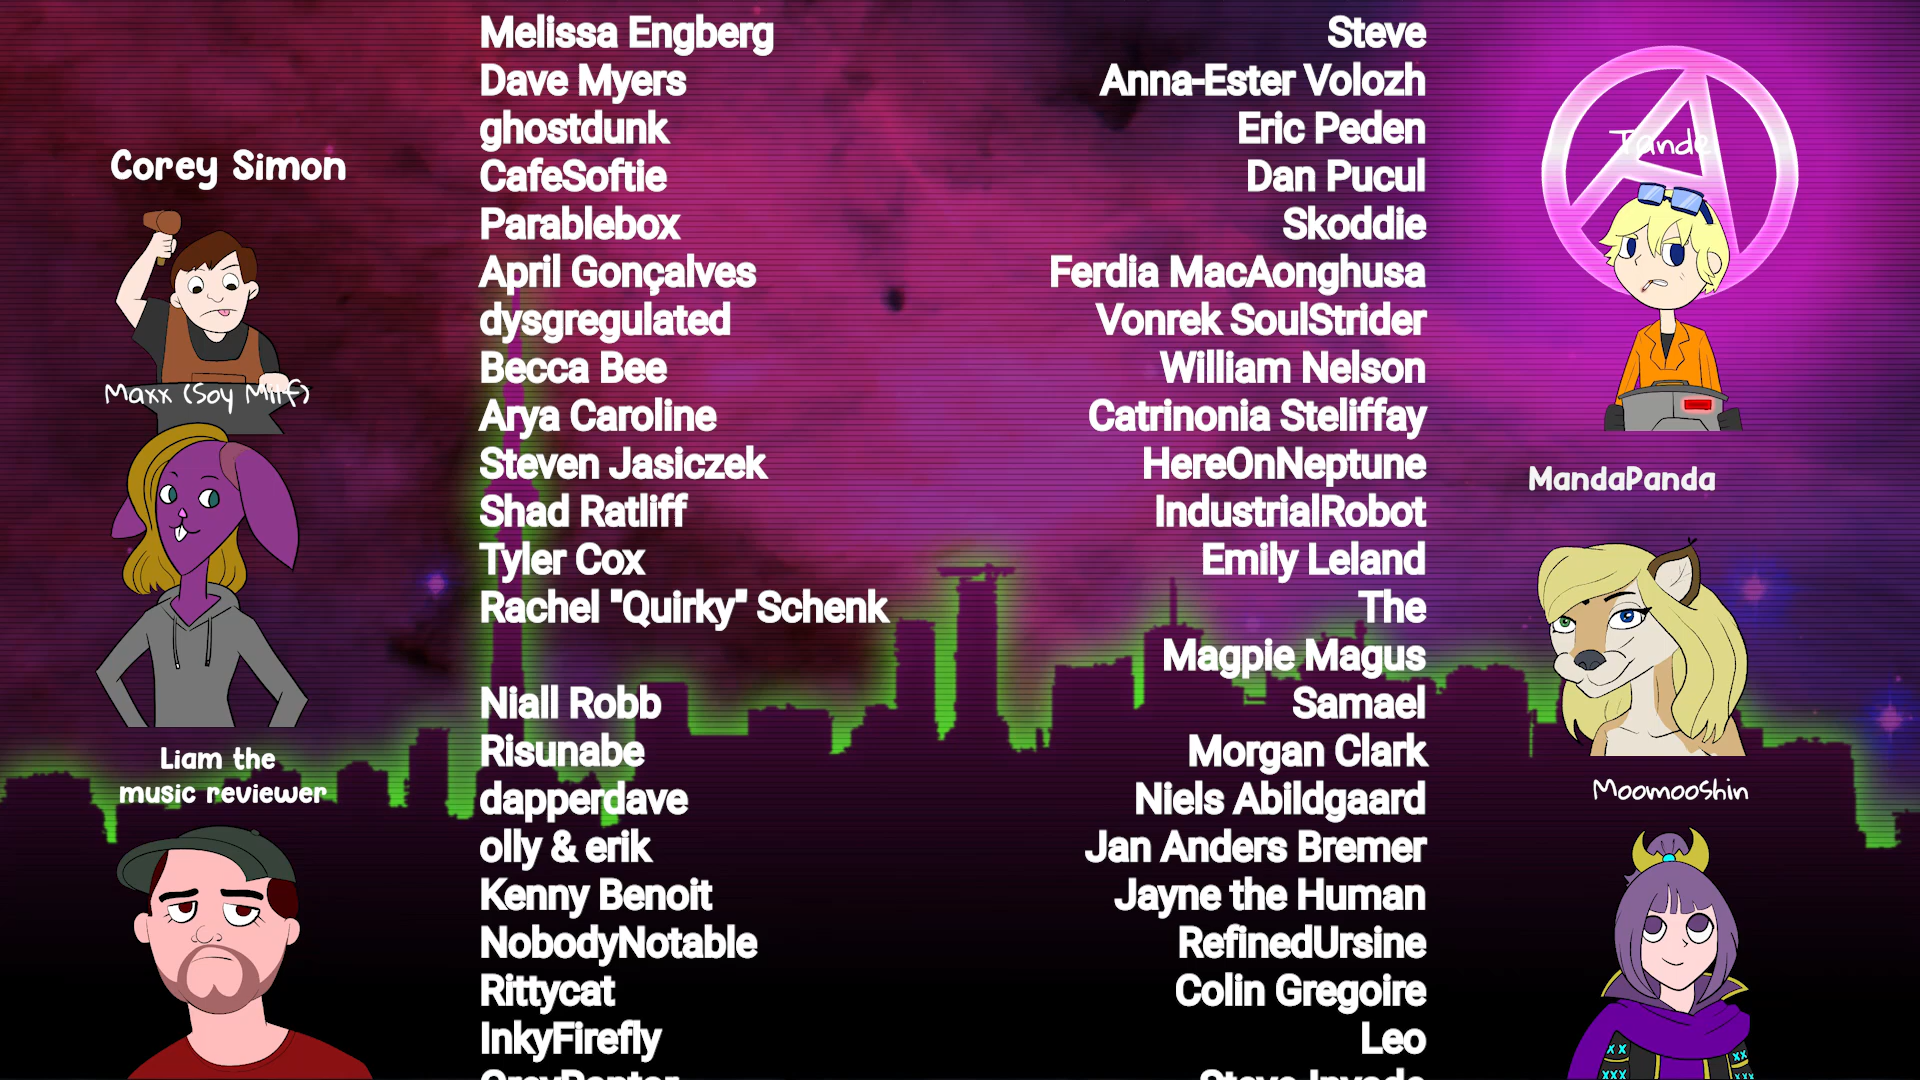 Corey Simon
Maxx (Soy Milf)
Liam the
music reviewer
Melissa Engberg
Dave Myers
ghostdunk
CafeSoftie
Parablebox
April Gonçalves
dysgregulated
Becca Bee
Arya Caroline
Steven Jasiczek
Shad Ratliff
Tyler Cox
Rachel "Quirky" Schenk
Niall Robb
Risunabe
dapperdave
olly & erik
Kenny Benoit
NobodyNotable
Rittycat
InkyFirefly
Steve
Anna-Ester Volozh
Eric Peden
Dan Pucul
Skoddie
Ferdia MacAonghusa
Vonrek SoulStrider
William Nelson
Catrinonia Steliffay
HereOnNeptune
IndustrialRobot
Emily Leland
The
Magpie Magus
Samael
Morgan Clark
Niels Abildgaard
Jan Anders Bremer
Jayne the Human
RefinedUrsine
Colin Gregoire
Leo
Tande
MandaPanda
MoomooShin